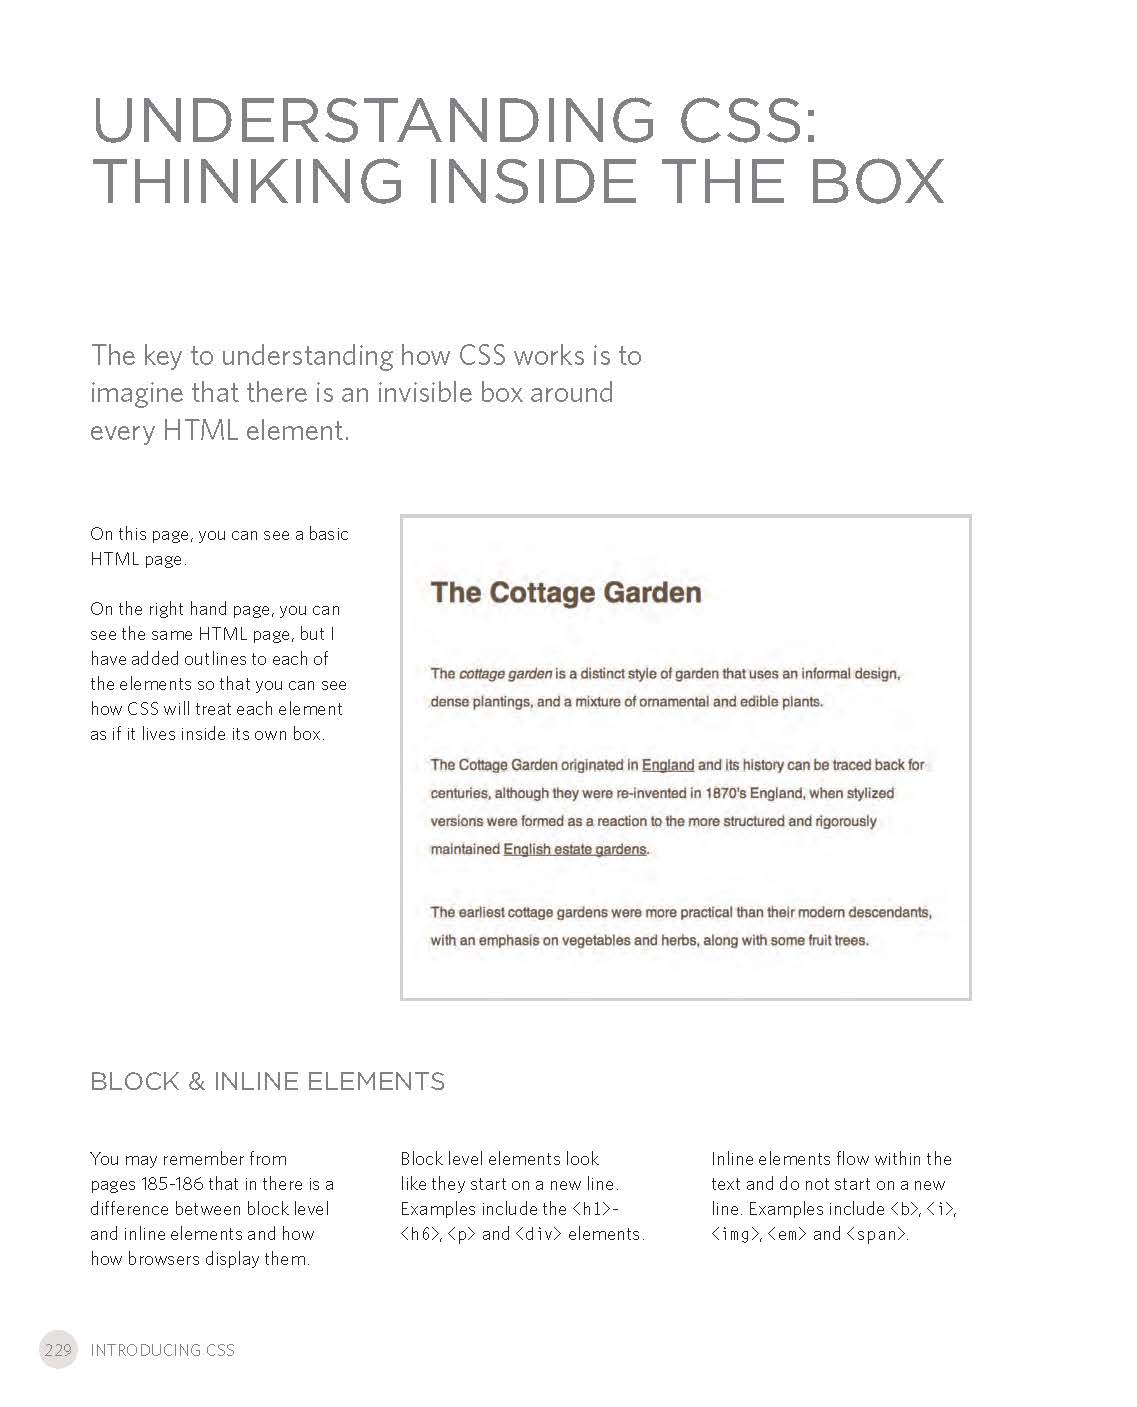 UNDERSTANDING CSS:
THINKING INSIDE THE BOX
The key to understanding how CSS works is to
imagine that there is an invisible box around
every HTML element.
On this page, you can see a basic
HTML page.
On the right hand page, you can
see the same HTML page, but I
have added outlines to each of
the elements so that you can see
how CSS will treat each element
as if it lives inside its own box.
The Cottage Garden
The cottage garden is a distinct style of garden that uses an informal design,
dense plantings, and a mixture of ornamental and edible plants.
The Cottage Garden originated in England and its history can be traced back for
centuries, although they were re-invented in 1870's England, when stylized
versions were formed as a reaction to the more structured and rigorously
maintained English estate gardens.
The earliest cottage gardens were more practical than their modern descendants,
with an emphasis on vegetables and herbs, along with some fruit trees.
BLOCK & INLINE ELEMENTS
You may remember from
pages 185-186 that in there is a
difference between block level
and inline elements and how
how browsers display them.
Block level elements look
like they start on a new line.
Examples include the <h1>-
<h6>, <p> and <div> elements.
Inline elements flow within the
text and do not start on a new
line. Examples include <b>, <i>,
<img>, <em> and <span>.
229 INTRODUCING CSS